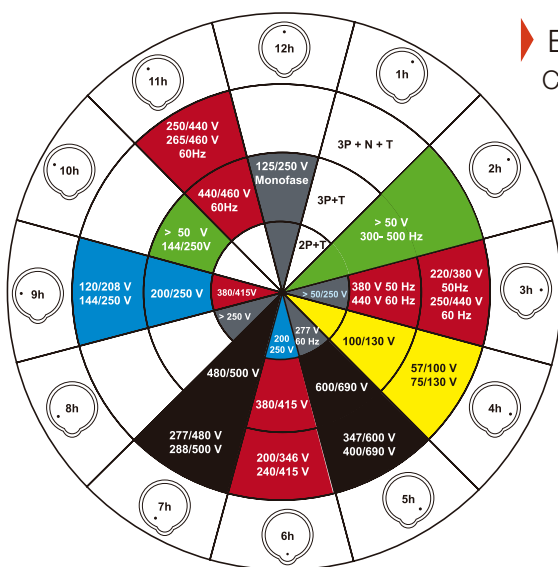 12h
1h
2h
3h
4h
5h
6h
7h
8h
9h
10h
11h
E
3P + N + T
3P+T
2P+T
125/250 V
Monofase
> 50 V
300- 500 Hz
> 50/250 V
380 V 50 Hz
440 V 60 Hz
220/380 V
50Hz
250/440 V
60 Hz
100/130 V
57/100 V
75/130 V
277 V
60 Hz
600/690 V
347/600 V
400/690 V
200
250 V
380/415 V
200/346 V
240/415 V
480/500 V
277/480 V
288/500 V
> 250 V
380/415V
200/250 V
120/208 V
144/250 V
> 50 V
144/250V
440/460 V
60Hz
250/440 V
265/460 V
60Hz